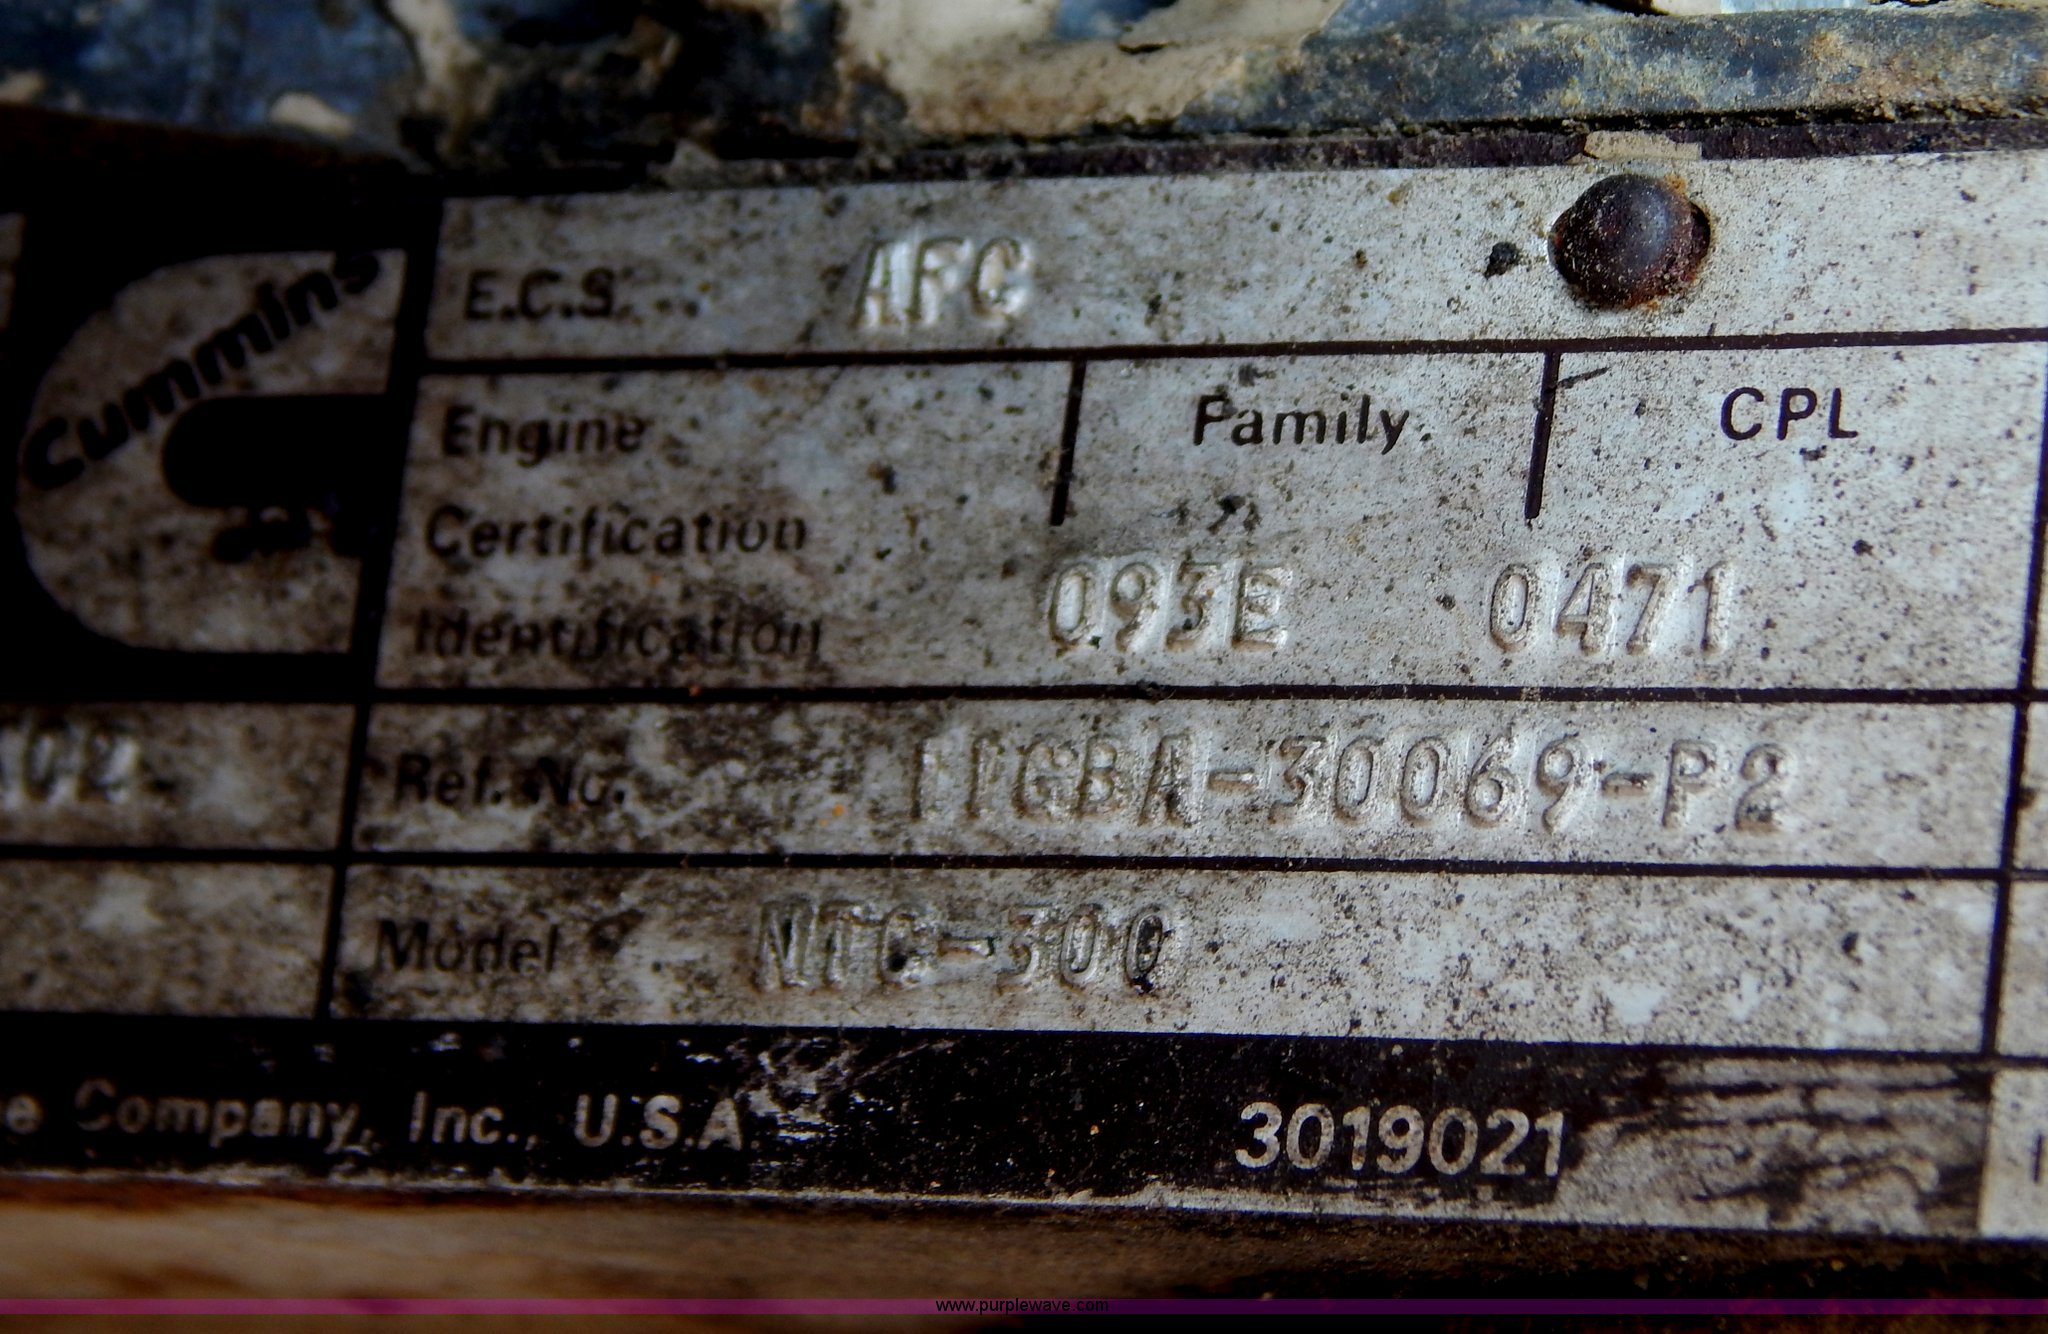 Cummins
E.C.S. AFC
Engine Family CPL
Certification
Identification 093E 0471
Ref. No. 11GBA-30069-P2
Model NTC-300
Company, Inc., U.S.A. 3019021
www.purplewave.com